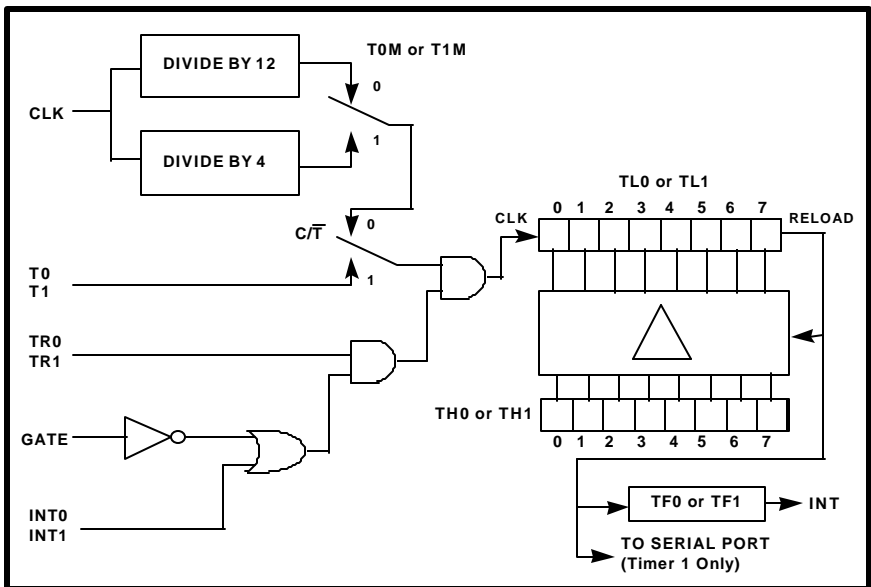 DIVIDE BY 12
T0M or T1M
0
CLK
1
DIVIDE BY 4
TL0 or TL1
0 1 2 3 4 5 6 7
CLK
RELOAD
C/T̅
0
1
T0
T1
TR0
TR1
TH0 or TH1
0 1 2 3 4 5 6 7
GATE
TF0 or TF1
INT
INT0
INT1
TO SERIAL PORT
(Timer 1 Only)